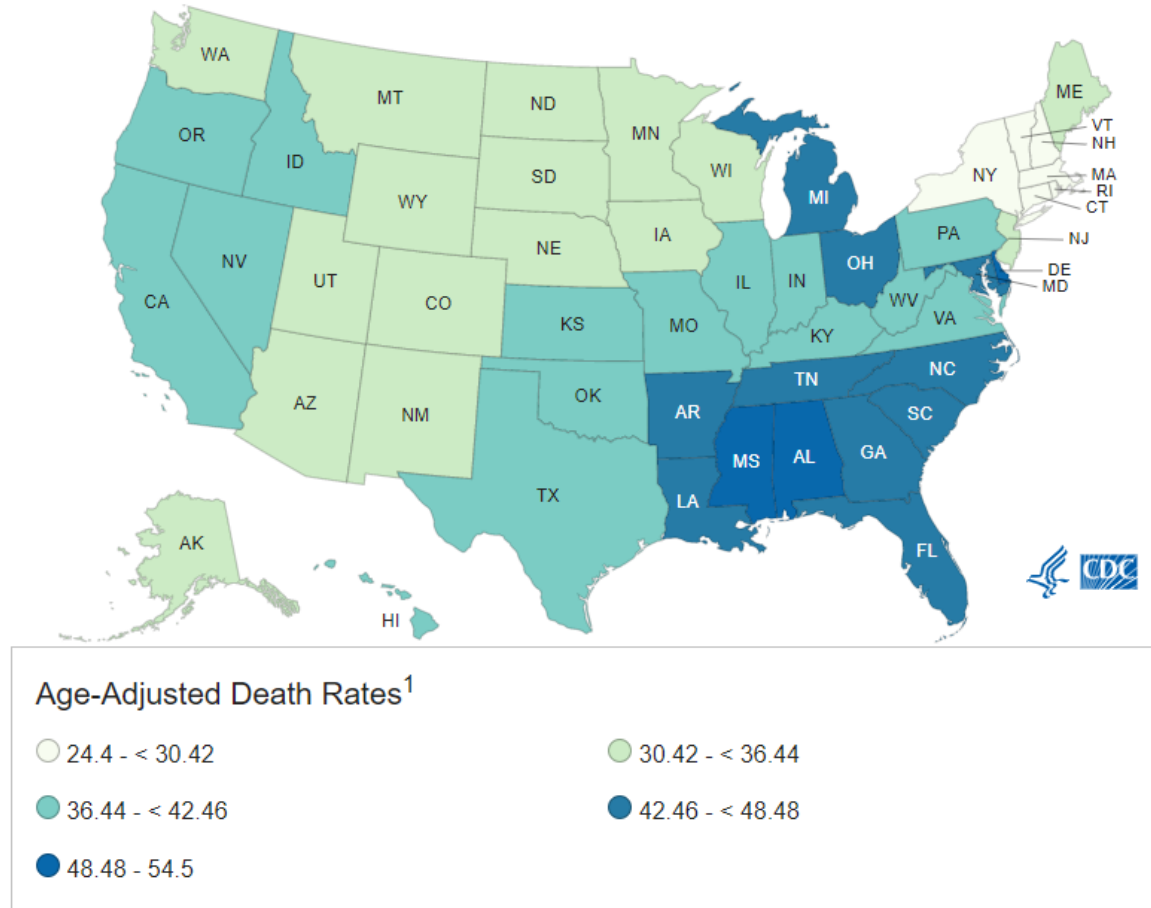 WA
MT
ND
MN
ME
VT
NH
OR
ID
WI
SD
NY
MA
RI
WY
MI
CT
IA
PA
NE
NJ
NV
OH
UT
IL
IN
DE
CO
MD
CA
WV
KS
MO
VA
KY
NC
TN
AZ
OK
NM
AR
SC
MS
AL
GA
TX
LA
AK
FL
CDC
HI
Age-Adjusted Death Rates1
24.4 - < 30.42
30.42 - < 36.44
36.44 - < 42.46
42.46 - < 48.48
48.48 - 54.5